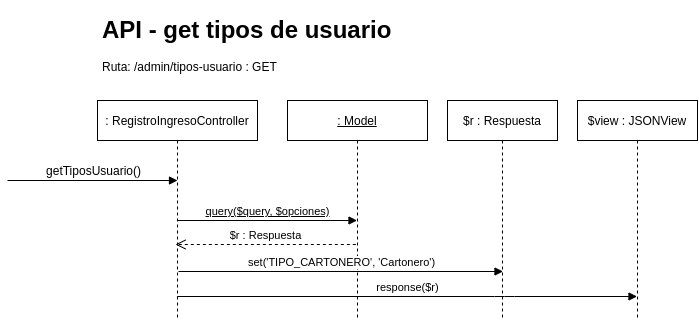 API - get tipos de usuario
Ruta: /admin/tipos-usuario : GET
: RegistroIngresoController
: Model
$r : Respuesta
$view : JSONView
getTiposUsuario()
query($query, $opciones)
$r : Respuesta
set('TIPO_CARTONERO', 'Cartonero')
response($r)